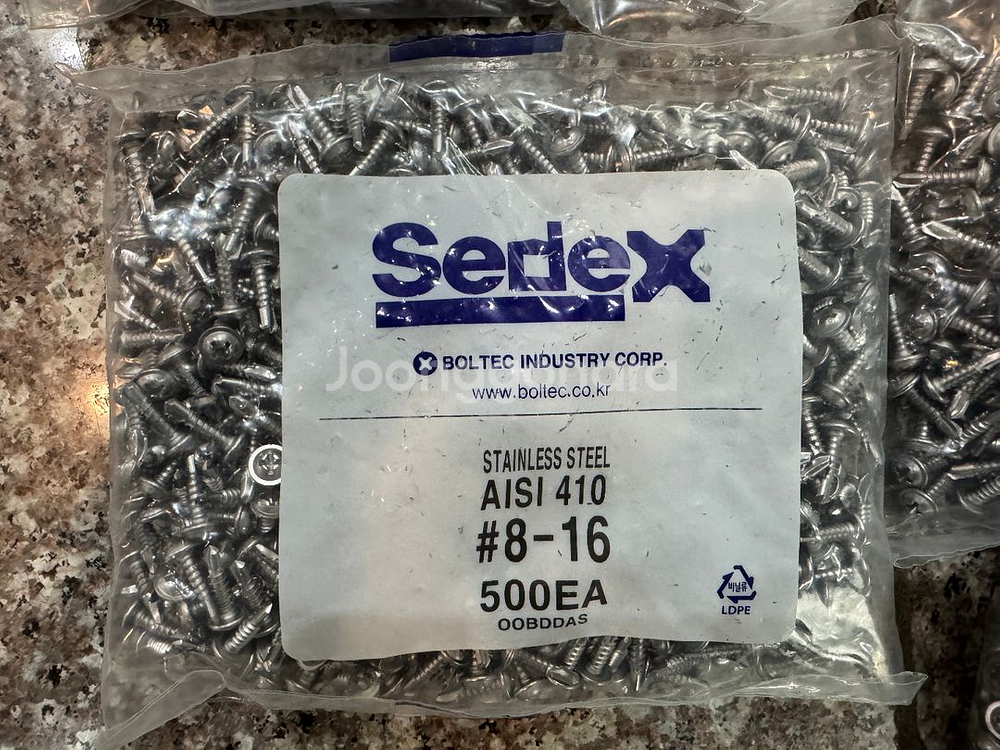 Sedex
BOLTEC INDUSTRY CORP.
www.boltec.co.kr
STAINLESS STEEL
AISI 410
#8-16
500EA
OOBDDAS
비닐류
LDPE